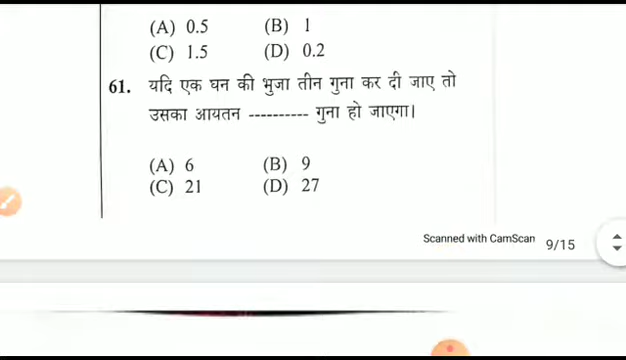 (A) 0.5 (B) 1
(C) 1.5 (D) 0.2
61. यदि एक घन की भुजा तीन गुना कर दी जाए तो
उसका आयतन ---------- गुना हो जाएगा।
(A) 6 (B) 9
(C) 21 (D) 27
Scanned with CamScan
9/15